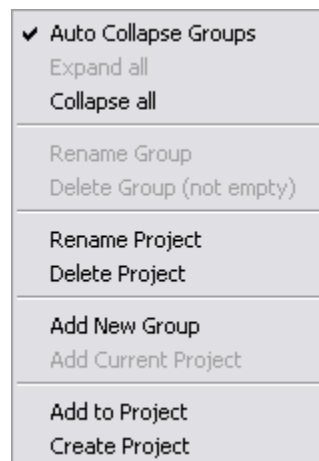 Auto Collapse Groups
Expand all
Collapse all
Rename Group
Delete Group (not empty)
Rename Project
Delete Project
Add New Group
Add Current Project
Add to Project
Create Project